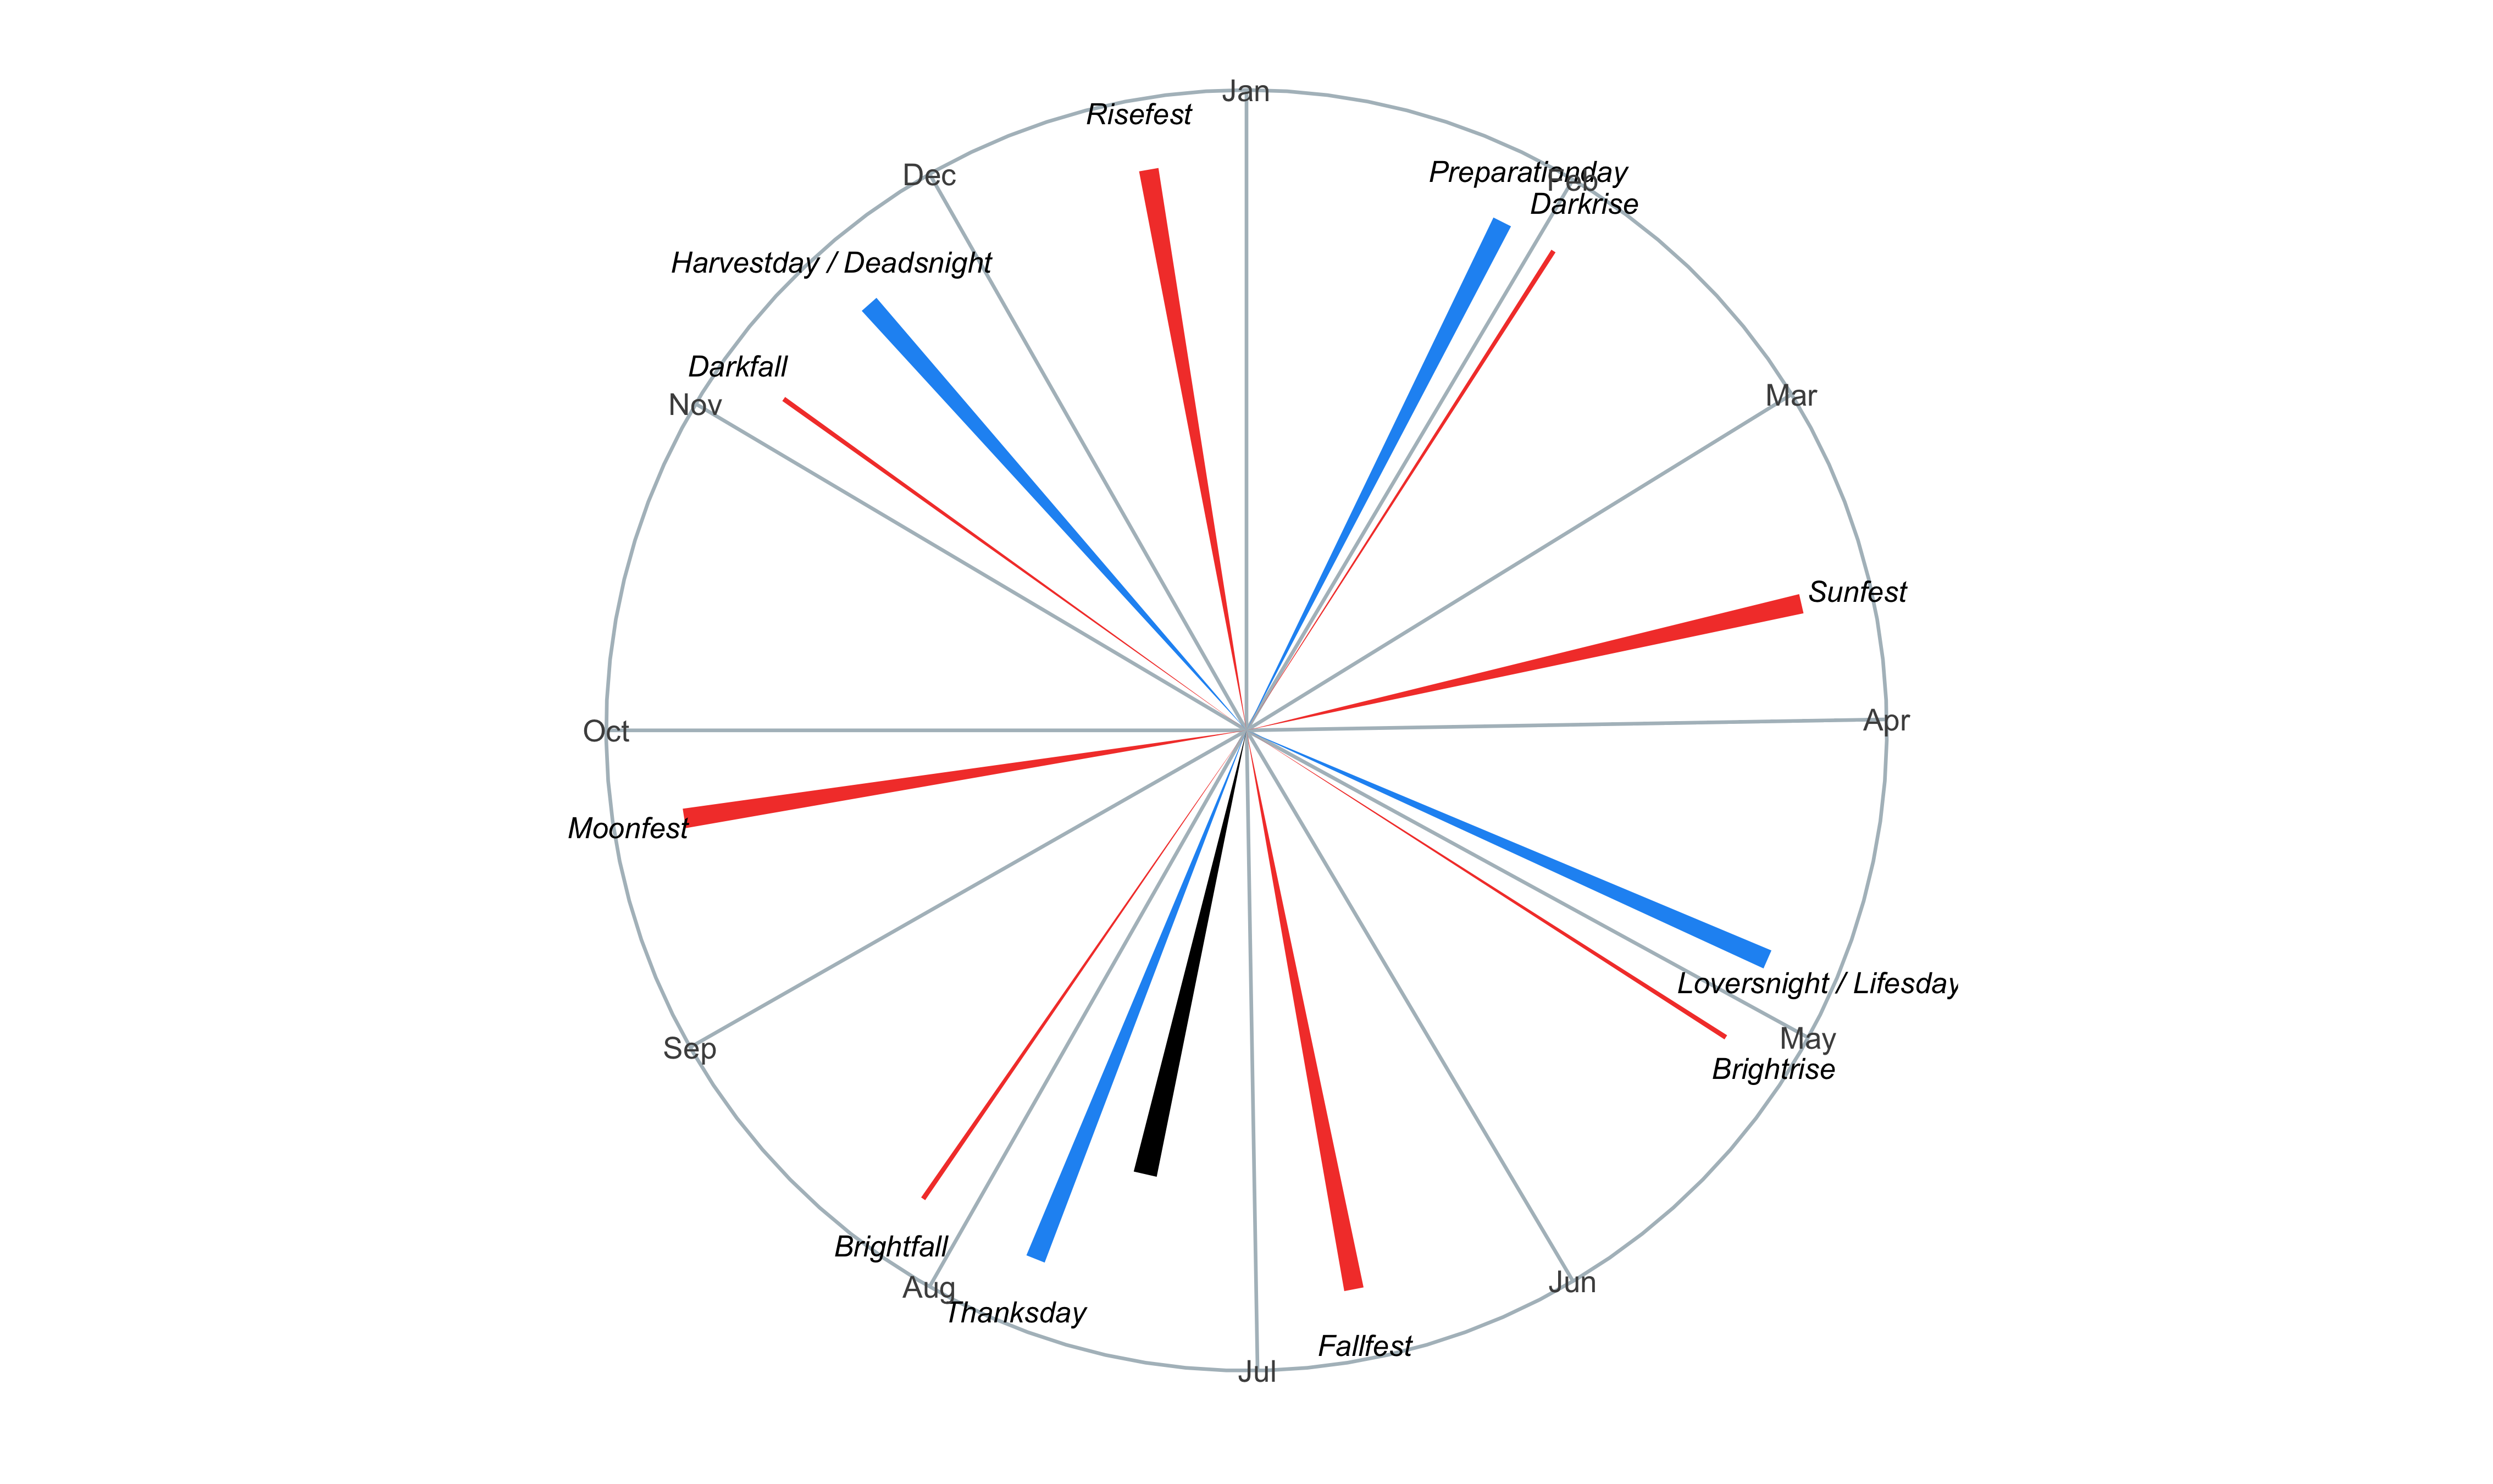 Jan
Risefest
Preparationday
Feb
Dec
Darkrise
Harvestday / Deadsnight
Darkfall
Nov
Mar
Sunfest
Apr
Oct
Moonfest
Loversnight / Lifesday
May
Sep
Brightrise
Brightfall
Aug
Jun
Thanksday
Fallfest
Jul